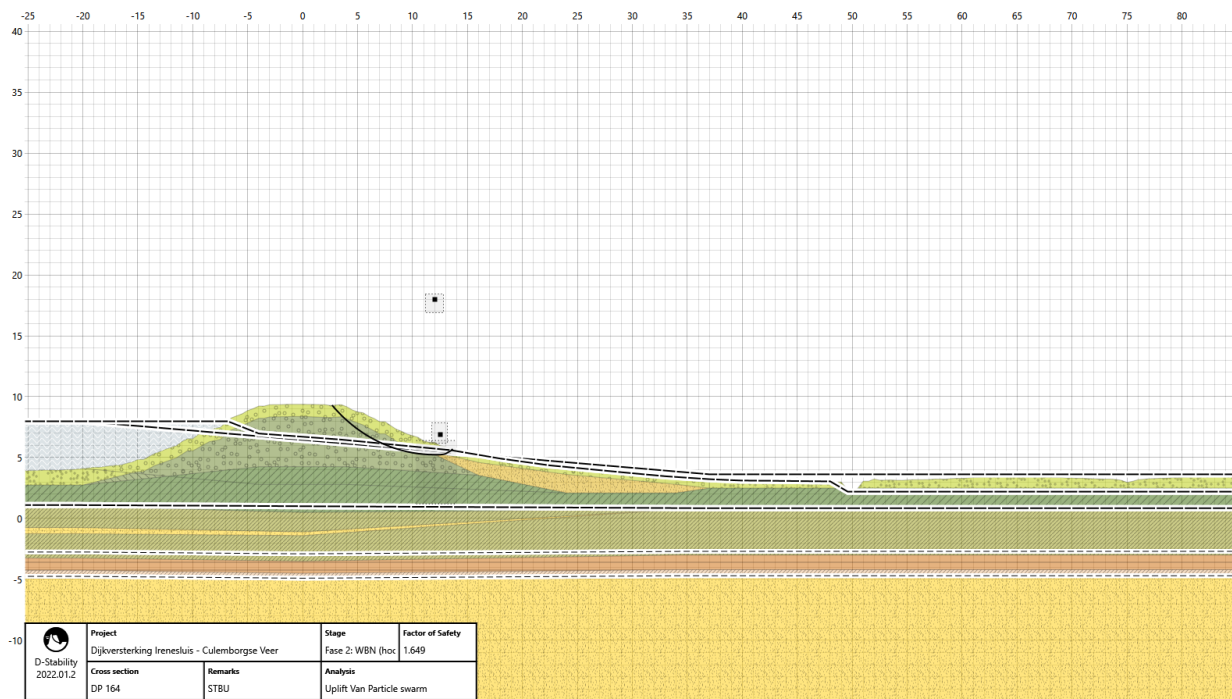 -25 -20 -15 -10 -5 0 5 10 15 20 25 30 35 40 45 50 55 60 65 70 75 80
40
35
30
25
20
15
10
5
0
-5
-10
D-Stability
2022.01.2
Project
Dijkversterking Irenesluis - Culemborgse Veer
Stage
Fase 2: WBN (hoc
Factor of Safety
1.649
Cross section
DP 164
Remarks
STBU
Analysis
Uplift Van Particle swarm